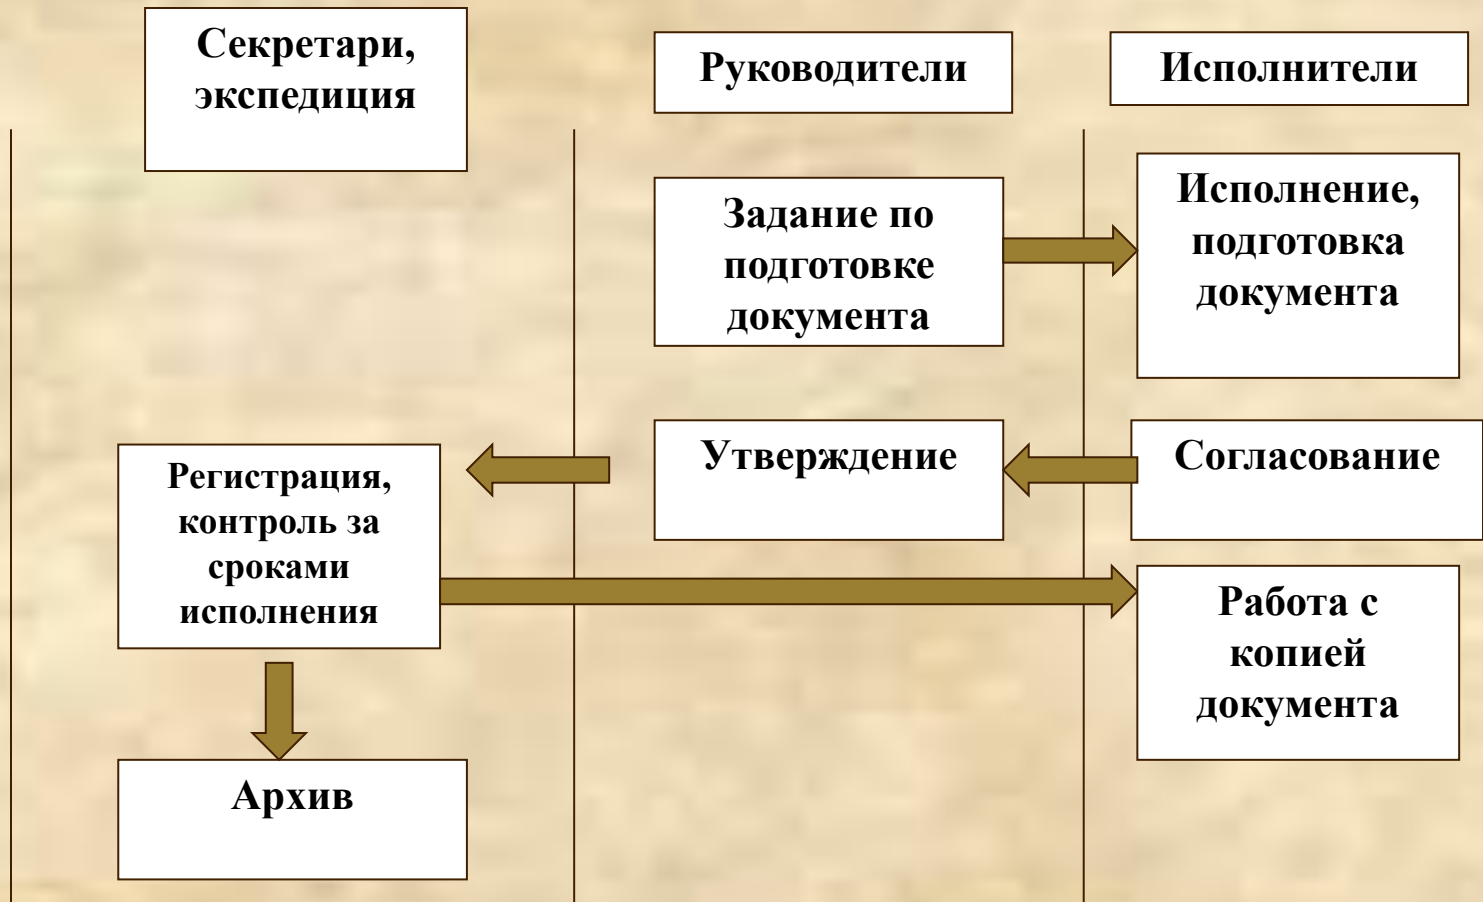 Секретари,
экспедиция
Руководители
Исполнители
Задание по
подготовке
документа
Исполнение,
подготовка
документа
Утверждение
Согласование
Регистрация,
контроль за
сроками
исполнения
Работа с
копией
документа
Архив